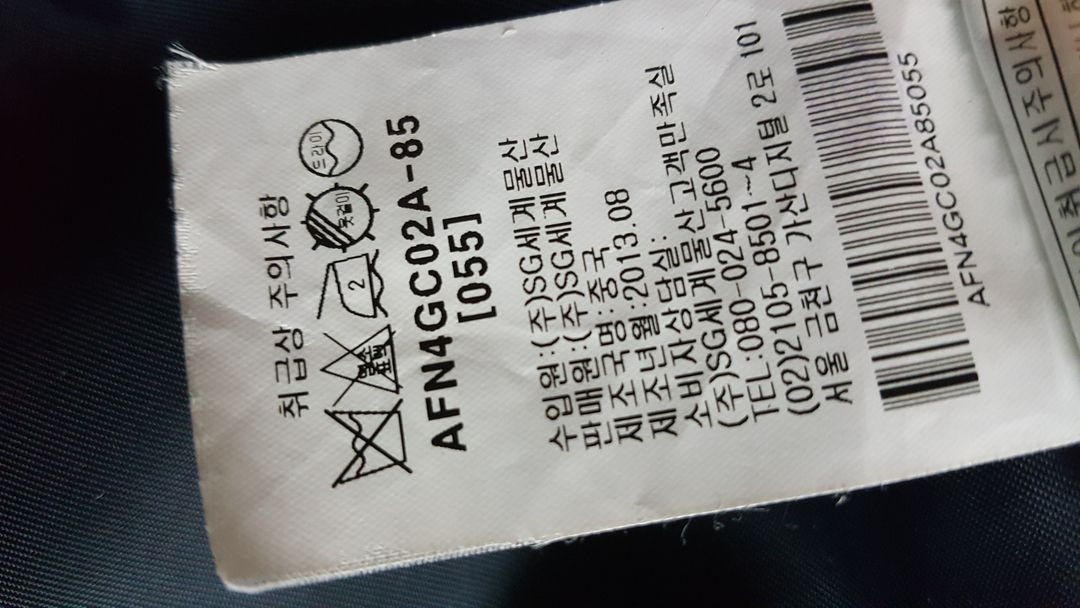 취급상 주의사항
염소
표백
2
옷걸이
드라이
AFN4GC02A-85
[055]
수입원:(주)SG세계물산
판매원:(주)SG세계물산
제조국명:중국
제조년월:2013.08
소비자상담실:
(주)SG세계물산고객만족실
TEL:080-024-5600
(02)2105-8501~4
서울 금천구 가산디지털 2로 101
AFN4GC02A85055
취급시주의사항